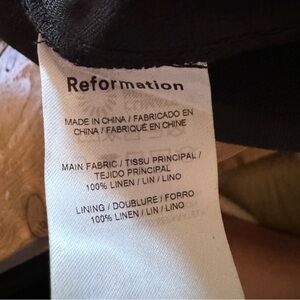 Reformation
MADE IN CHINA / FABRICADO EN
CHINA / FABRIQUÉ EN CHINE
MAIN FABRIC / TISSU PRINCIPAL /
TEJIDO PRINCIPAL
100% LINEN / LIN / LINO
LINING / DOUBLURE / FORRO
100% LINEN / LIN / LINO